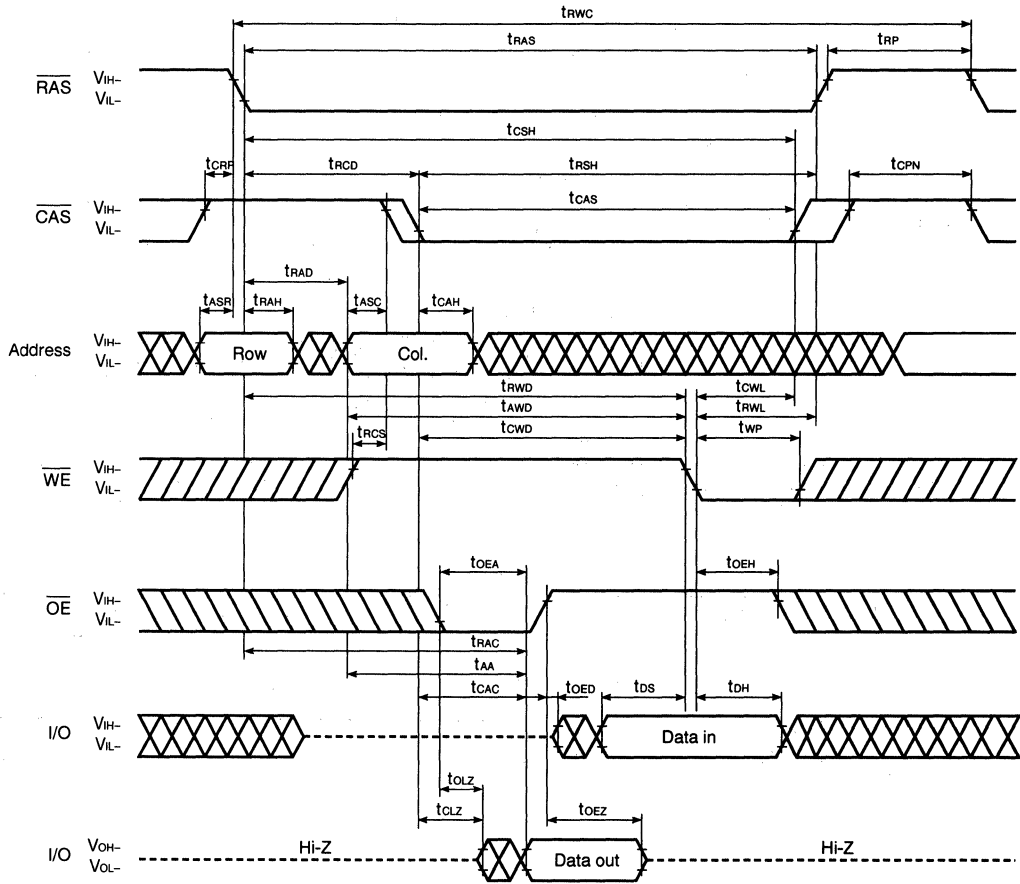 tRWC
tRAS tRP
RAS VIH– VIL–
tCSH
tCRP tRCD tRSH tCPN
CAS VIH– VIL– tCAS
tRAD
tASR tRAH tASC tCAH
Address VIH– VIL– Row Col.
tRWD tCWL
tAWD tRWL
tRCS tCWD tWP
WE VIH– VIL–
tOEA tOEH
OE VIH– VIL–
tRAC
tAA
tCAC tOED tDS tDH
I/O VIH– VIL– Data in
tOLZ
tCLZ tOEZ
I/O VOH– VOL– Hi-Z Data out Hi-Z